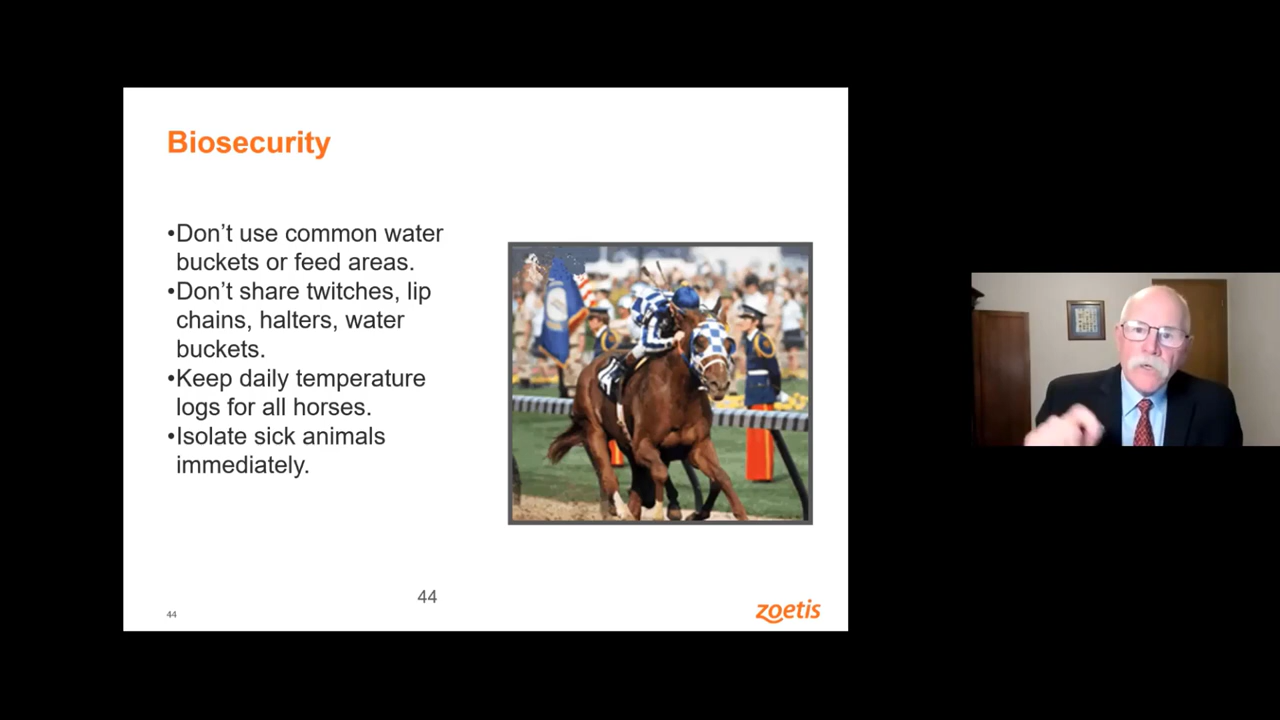 Biosecurity
•Don’t use common water
buckets or feed areas.
•Don’t share twitches, lip
chains, halters, water
buckets.
•Keep daily temperature
logs for all horses.
•Isolate sick animals
immediately.
44
44
zoetis